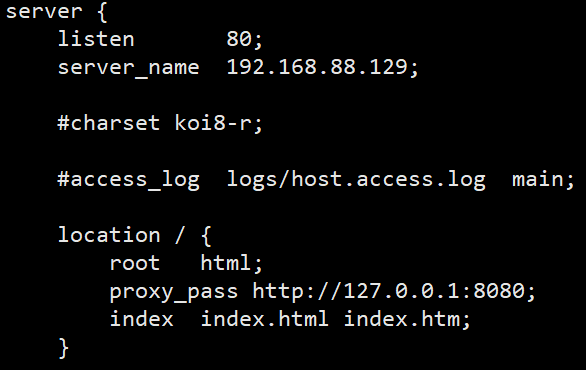 server {
    listen       80;
    server_name  192.168.88.129;

    #charset koi8-r;

    #access_log  logs/host.access.log  main;

    location / {
        root   html;
        proxy_pass http://127.0.0.1:8080;
        index  index.html index.htm;
    }